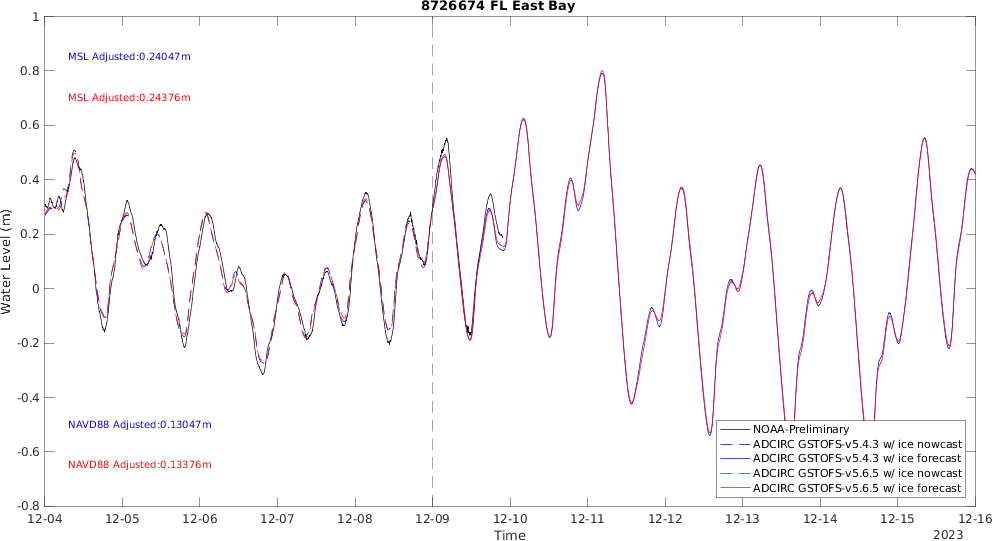 8726674 FL East Bay
1
0.8
0.6
0.4
0.2
0
-0.2
-0.4
-0.6
-0.8
Water Level (m)
MSL Adjusted:0.24047m
MSL Adjusted:0.24376m
NAVD88 Adjusted:0.13047m
NAVD88 Adjusted:0.13376m
NOAA-Preliminary
ADCIRC GSTOFS-v5.4.3 w/ ice nowcast
ADCIRC GSTOFS-v5.4.3 w/ ice forecast
ADCIRC GSTOFS-v5.6.5 w/ ice nowcast
ADCIRC GSTOFS-v5.6.5 w/ ice forecast
12-04 12-05 12-06 12-07 12-08 12-09 12-10 12-11 12-12 12-13 12-14 12-15 12-16
Time
2023